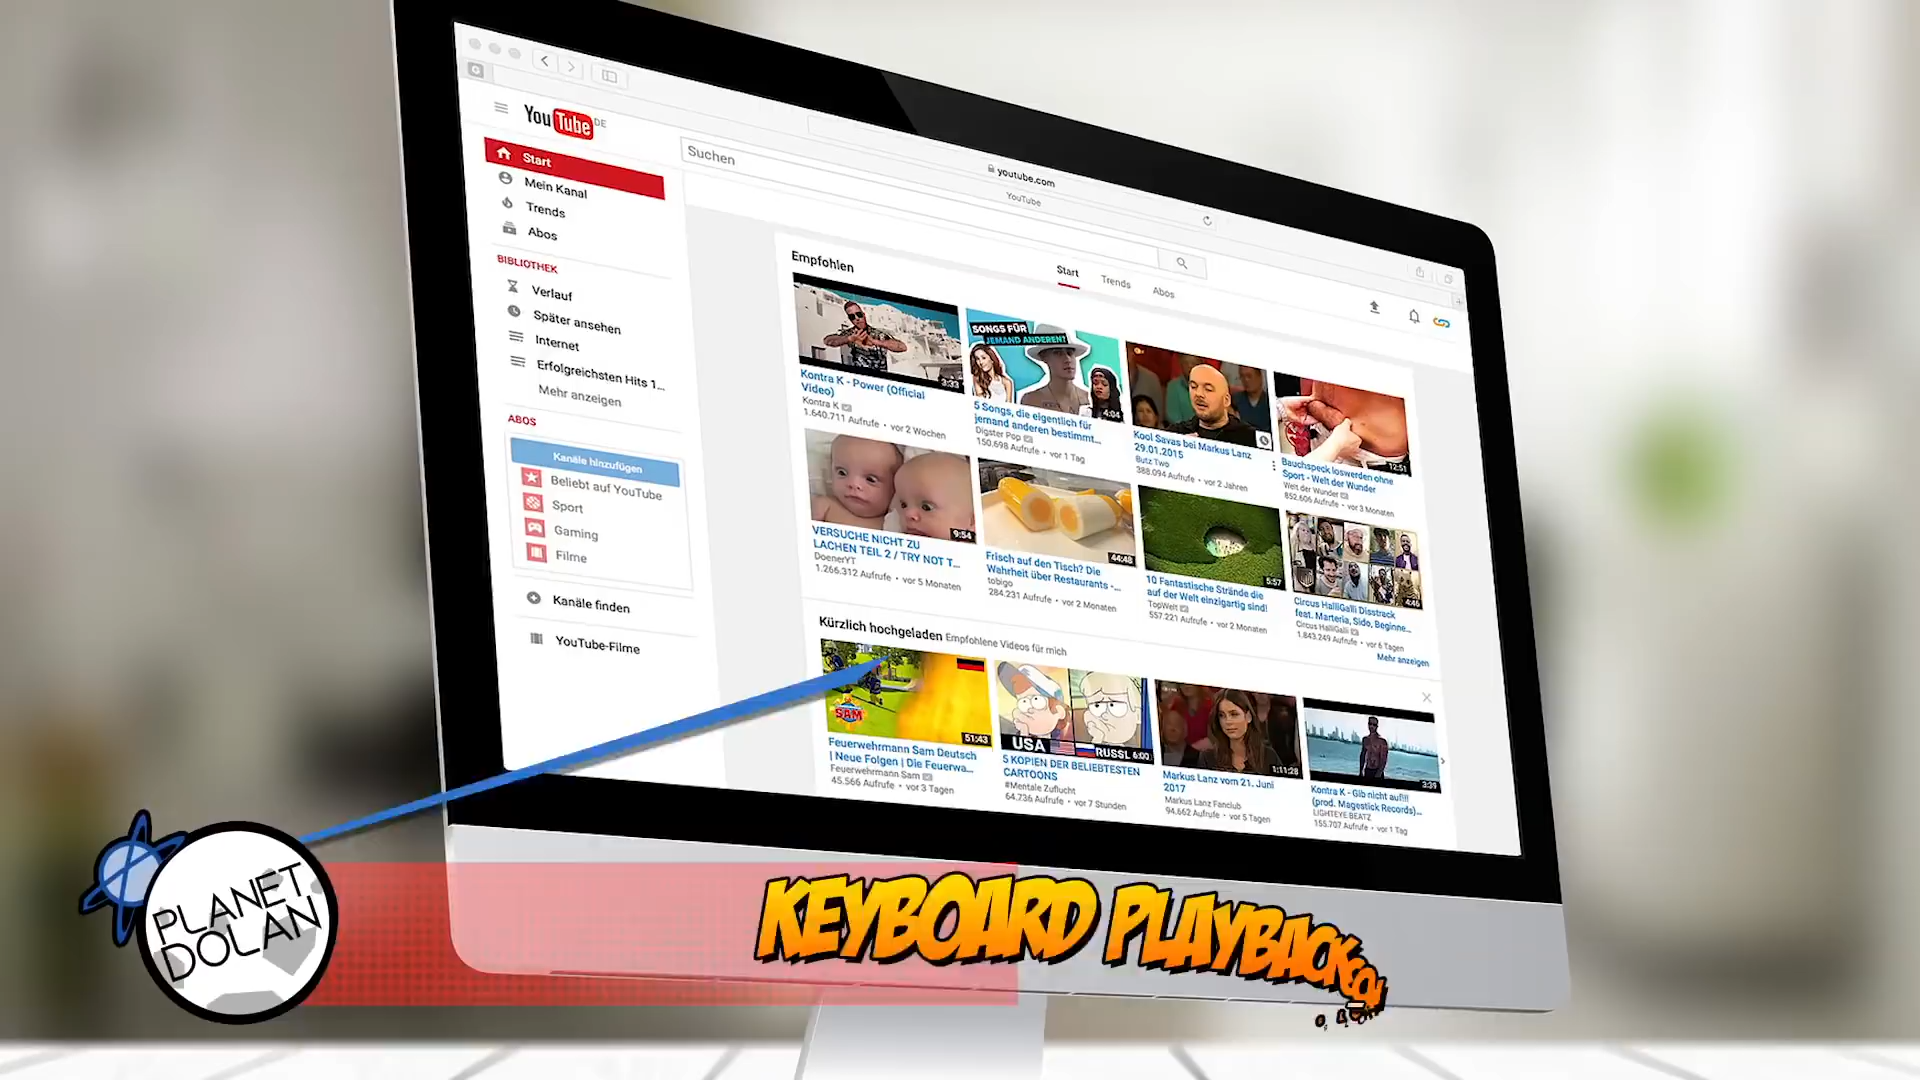 youtube.com
YouTube
YouTube DE
Suchen
Start
Mein Kanal
Trends
Abos
BIBLIOTHEK
Verlauf
Später ansehen
Internet
Erfolgreichsten Hits 1...
Mehr anzeigen
ABOS
Kanäle hinzufügen
Beliebt auf YouTube
Sport
Gaming
Filme
Kanäle finden
YouTube-Filme
Start
Trends
Abos
Empfohlen
3:33
Kontra K - Power (Official
Video)
Kontra K
1.640.711 Aufrufe • vor 2 Wochen
SONGS FÜR
JEMAND ANDEREN?
4:04
5 Songs, die eigentlich für
jemand anderen bestimmt...
Digster Pop
150.698 Aufrufe • vor 1 Tag
Kool Savas bei Markus Lanz
29.01.2015
Butz Two
388.094 Aufrufe • vor 2 Jahren
12:51
Bauchspeck loswerden ohne
Sport - Welt der Wunder
Welt der Wunder
852.606 Aufrufe • vor 3 Monaten
9:54
VERSUCHE NICHT ZU
LACHEN TEIL 2 / TRY NOT T...
DoenerYT
1.266.312 Aufrufe • vor 5 Monaten
44:48
Frisch auf den Tisch? Die
Wahrheit über Restaurants -...
tobigo
284.231 Aufrufe • vor 2 Monaten
5:57
10 Fantastische Strände die
auf der Welt einzigartig sind!
TopWelt
557.221 Aufrufe • vor 2 Monaten
4:46
Circus HalliGalli Disstrack
feat. Marteria, Sido, Beginne...
Circus HalliGalli
1.843.249 Aufrufe • vor 6 Tagen
Mehr anzeigen
Kürzlich hochgeladen Empfohlene Videos für mich
SAM
51:43
Feuerwehrmann Sam Deutsch
| Neue Folgen | Die Feuerwa...
Feuerwehrmann Sam
45.566 Aufrufe • vor 3 Tagen
USA
RUSSL 6:00
5 KOPIEN DER BELIEBTESTEN
CARTOONS
#Mentale Zuflucht
64.736 Aufrufe • vor 7 Stunden
1:11:28
Markus Lanz vom 21. Juni
2017
Markus Lanz Fanclub
94.662 Aufrufe • vor 5 Tagen
3:39
Kontra K - Gib nicht auf!!!
(prod. Magestick Records)...
LIGHTEYE BEATZ
155.707 Aufrufe • vor 1 Tag
PLANET
DOLAN
KEYBOARD PLAYBACK